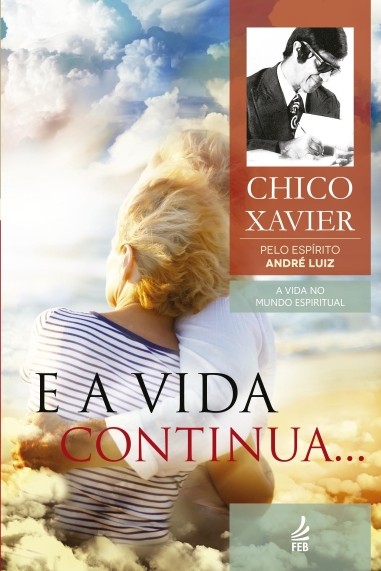 CHICO
XAVIER
PELO ESPÍRITO
ANDRÉ LUIZ
A VIDA NO
MUNDO ESPIRITUAL
E A VIDA
CONTINUA...
FEB